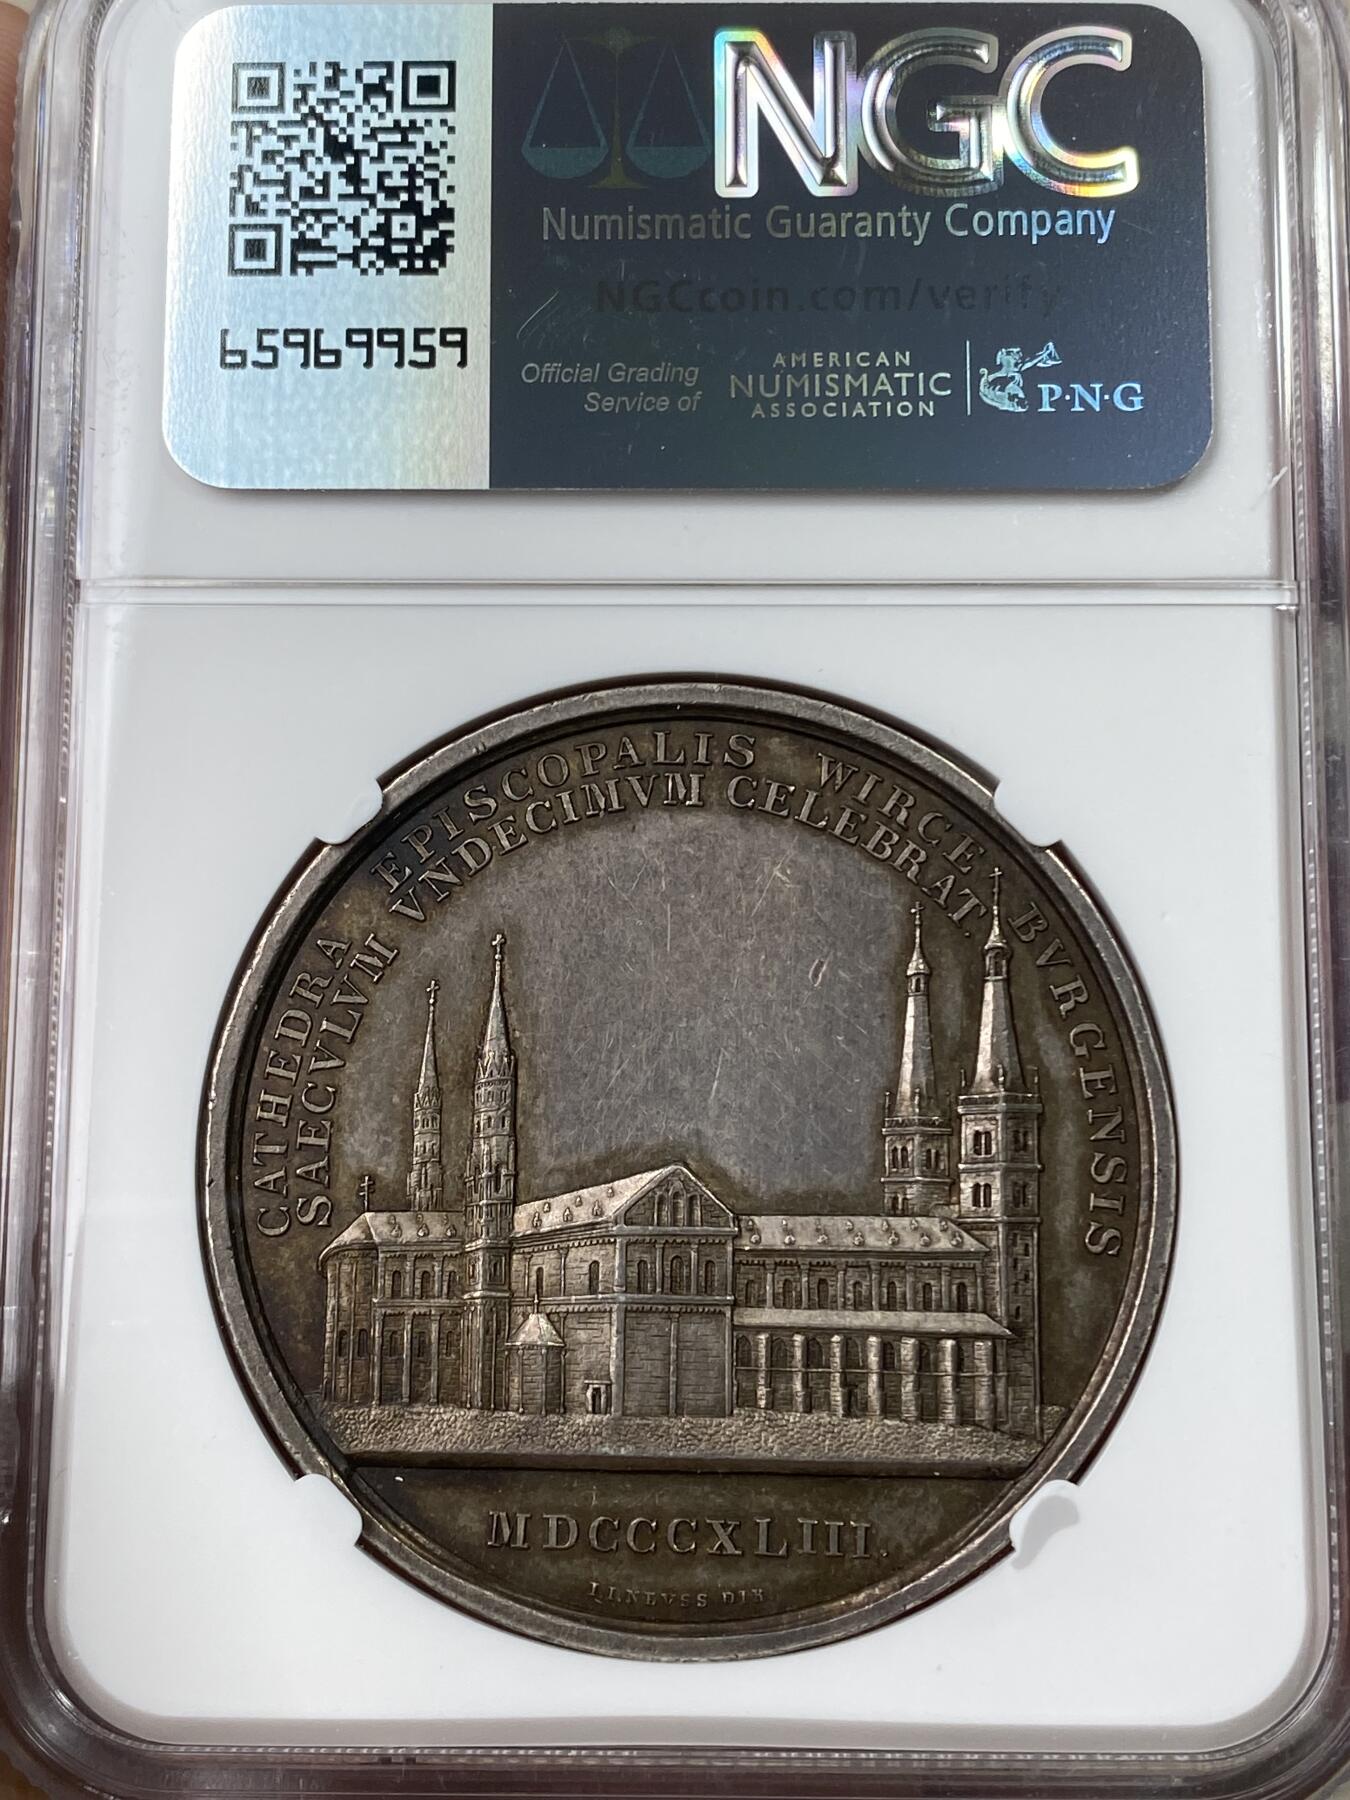 NGC
Numismatic Guaranty Company
NGCcoin.com/verify
65969959
Official Grading
Service of
AMERICAN
NUMISMATIC
ASSOCIATION
P·N·G
CATHEDRA EPISCOPALIS WIRCE BVRGENSIS
SAECVLVM VNDECIMVM CELEBRAT.
MDCCCXLIII.